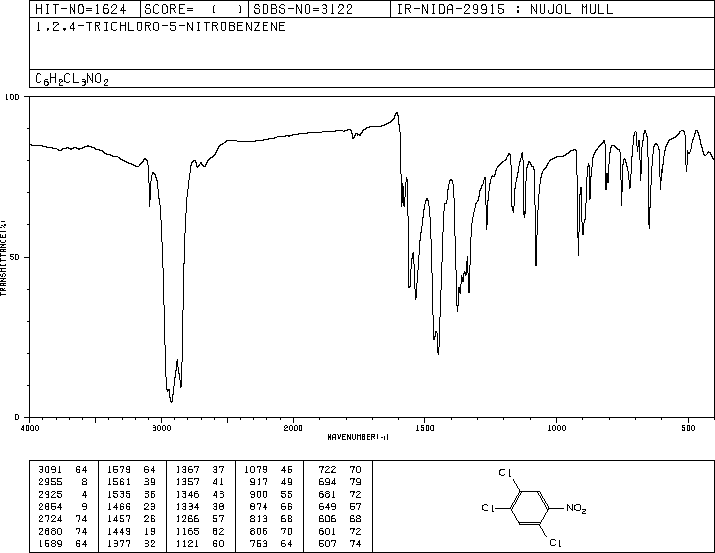 HIT-NO=1624 SCORE= ( ) SDBS-NO=3122 IR-NIDA-29915 : NUJOL MULL
1,2,4-TRICHLORO-5-NITROBENZENE
C6H2CL3NO2
100
TRANSMITTANCE(%)
50
0
4000 3000 2000 1500 1000 500
WAVENUMBER(-1)
3091 64 1579 64 1367 37 1079 46 722 70
2955 8 1561 39 1357 41 917 49 694 79
2925 4 1535 36 1346 43 900 55 681 72
2854 9 1466 23 1334 38 874 66 649 57
2724 74 1457 26 1266 57 813 68 606 68
2680 74 1449 19 1165 62 806 70 601 72
1589 64 1377 32 1121 60 753 64 507 74
Cl
Cl
NO2
Cl